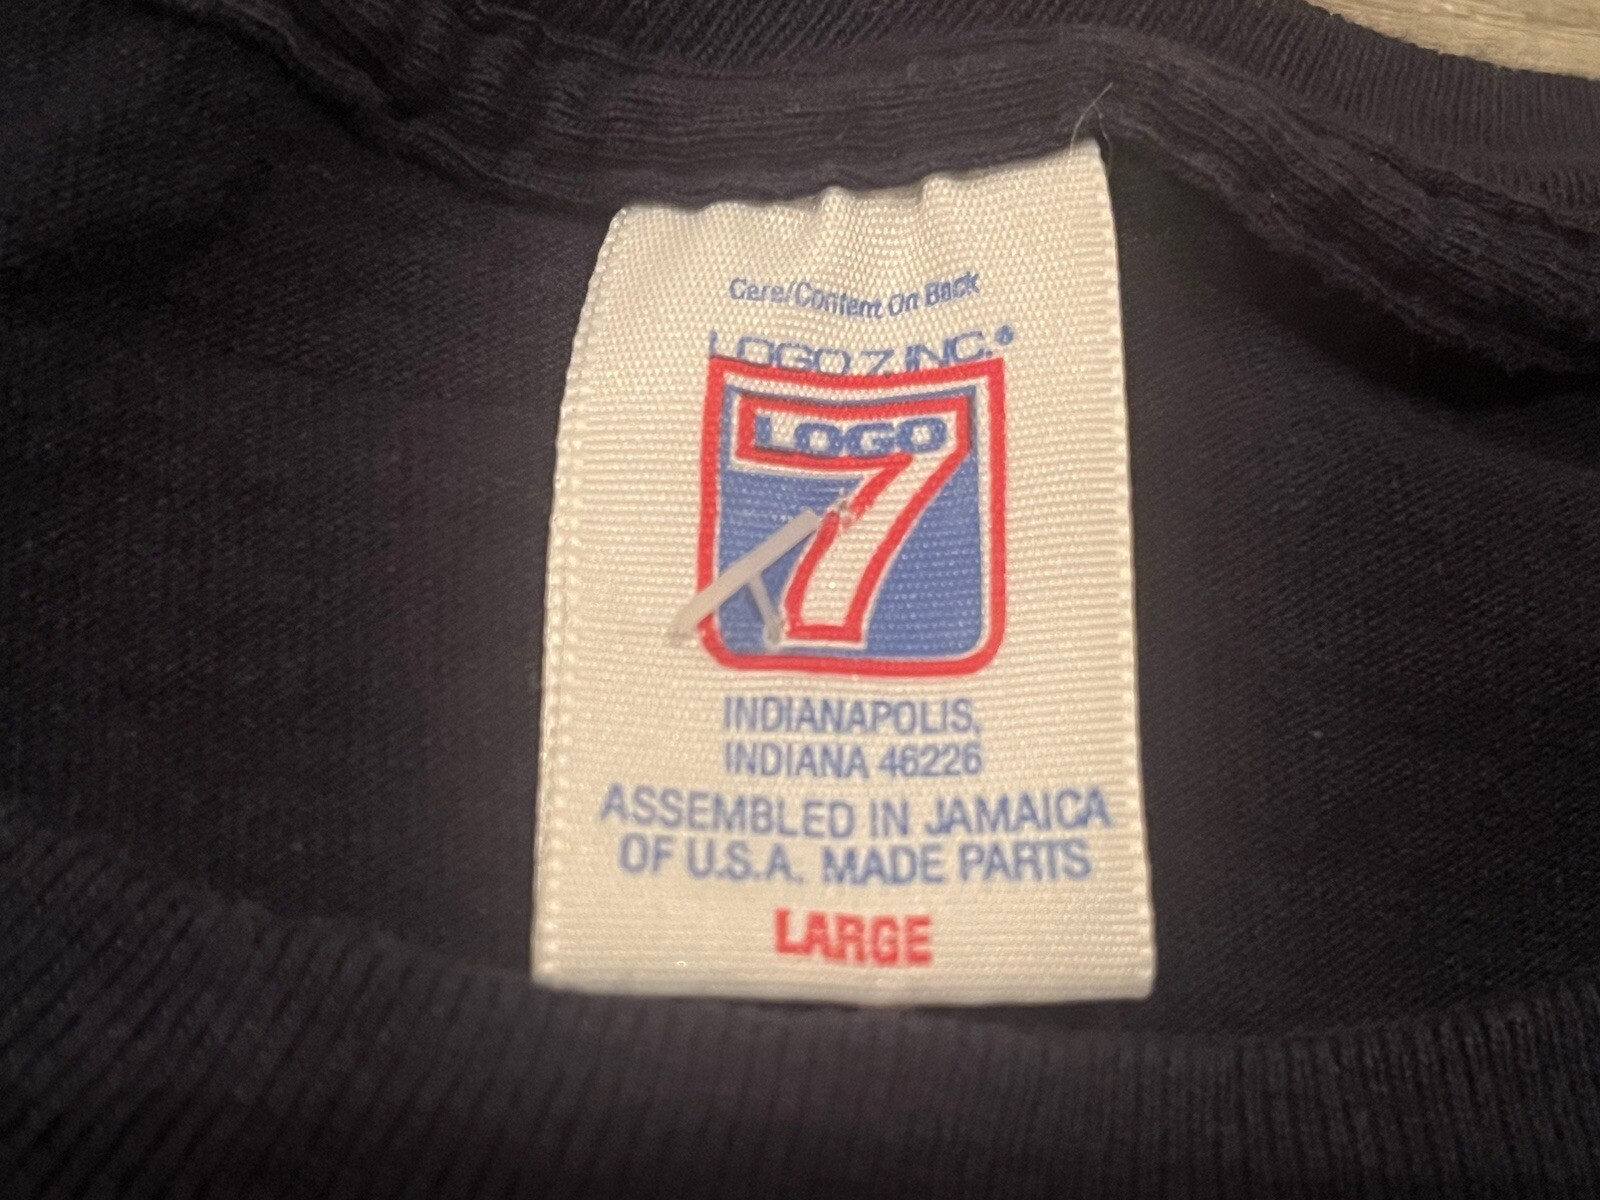 Care/Content On Back
LOGO 7, INC.®
LOGO
7
INDIANAPOLIS,
INDIANA 46226
ASSEMBLED IN JAMAICA
OF U.S.A. MADE PARTS
LARGE